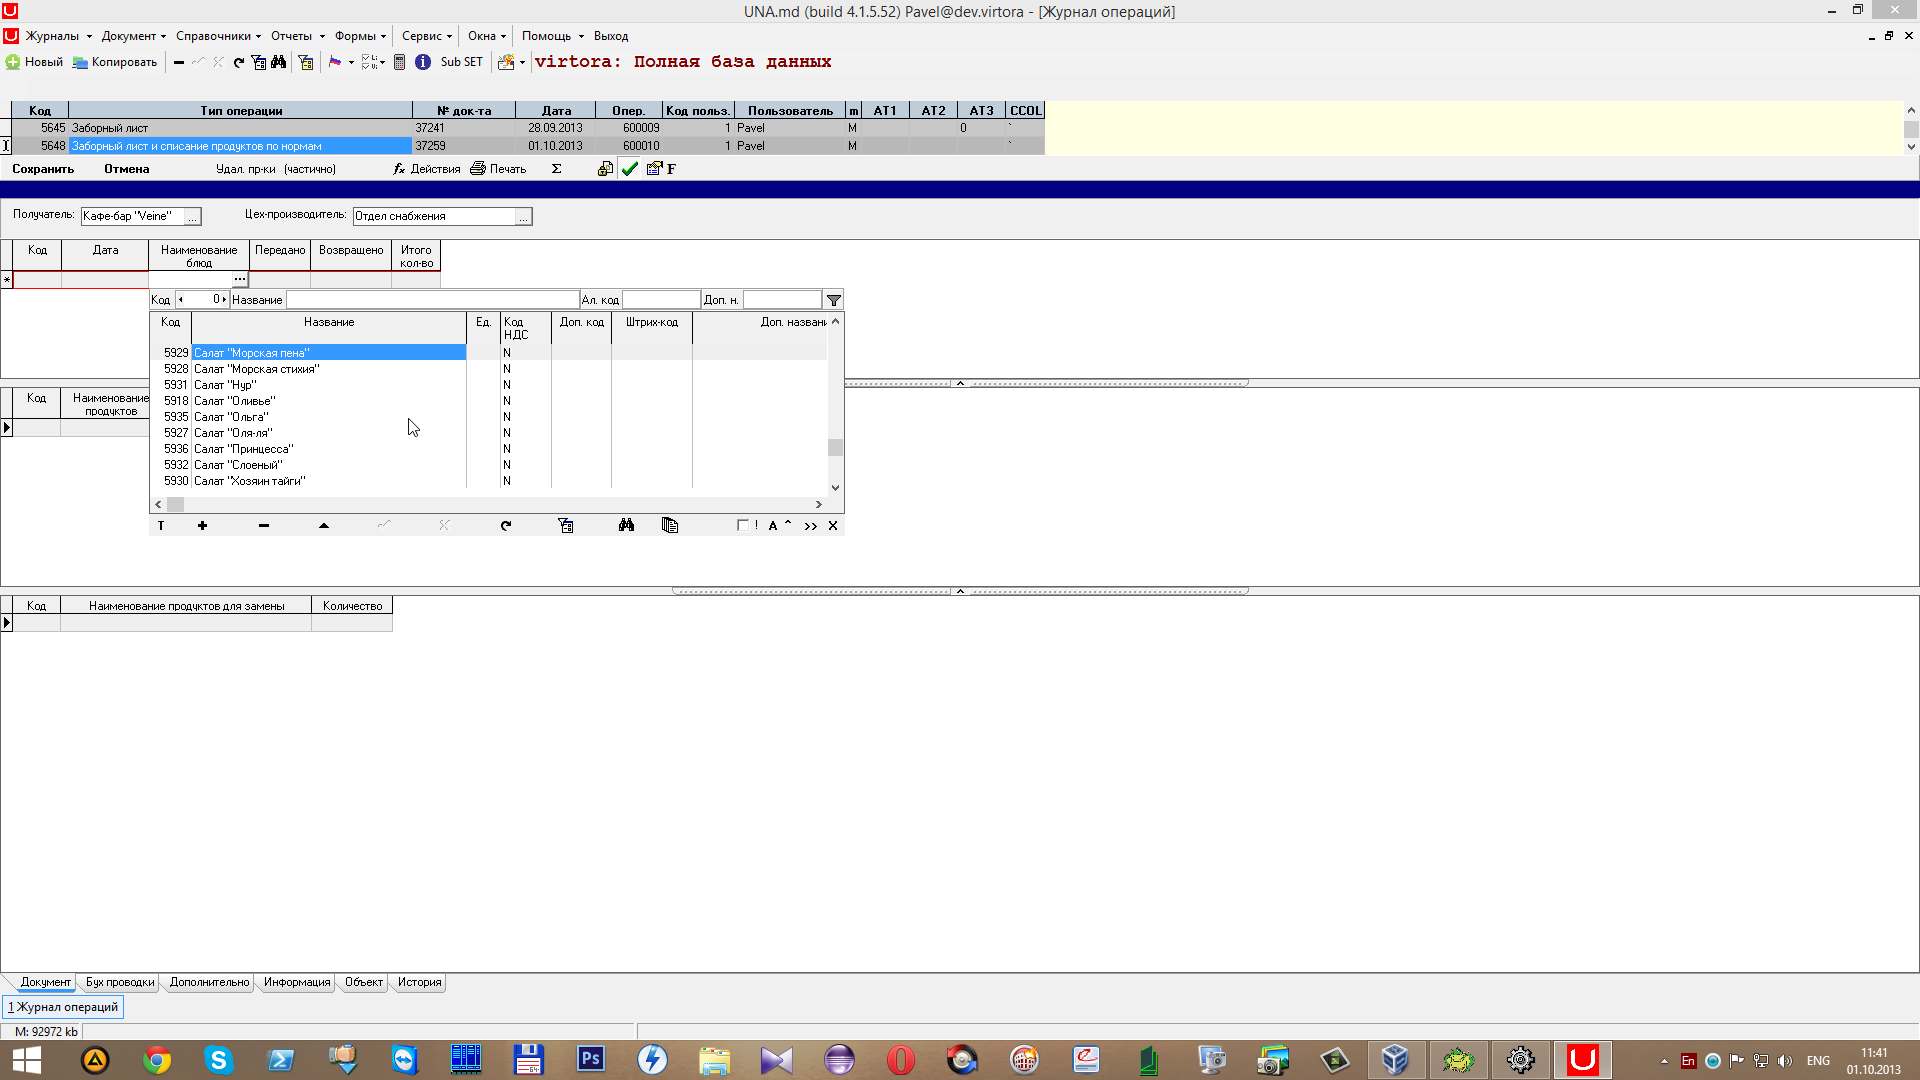 UNA.md (build 4.1.5.52) Pavel@dev.virtora - [Журнал операций]
Журналы Документ Справочники Отчеты Формы Сервис Окна Помощь Выход
Новый Копировать Sub SET virtora: Полная база данных
Код Тип операции № док-та Дата Опер. Код польз. Пользователь m AT1 AT2 AT3 CCOL
5645 Заборный лист 37241 28.09.2013 600009 1 Pavel M 0 `
5648 Заборный лист и списание продуктов по нормам 37259 01.10.2013 600010 1 Pavel M `
Сохранить Отмена Удал. пр-ки (частично) fx Действия Печать Σ F
Получатель: Кафе-бар "Veine" ... Цех-производитель: Отдел снабжения ...
Код Дата Наименование блюд Передано Возвращено Итого кол-во
* ...
Код 0 Название Ал. код Доп. н.
Код Название Ед. Код НДС Доп. код Штрих-код Доп. названи
5929 Салат "Морская пена" N
5928 Салат "Морская стихия" N
5931 Салат "Нур" N
5918 Салат "Оливье" N
5935 Салат "Ольга" N
5927 Салат "Оля-ля" N
5936 Салат "Принцесса" N
5932 Салат "Слоеный" N
5930 Салат "Хозяин тайги" N
T ! A ^ >> X
Код Наименование продуктов
Код Наименование продуктов для замены Количество
Документ Бух проводки Дополнительно Информация Объект История
1 Журнал операций
M: 92972 kb
Ps 64 En ENG 11:41
01.10.2013